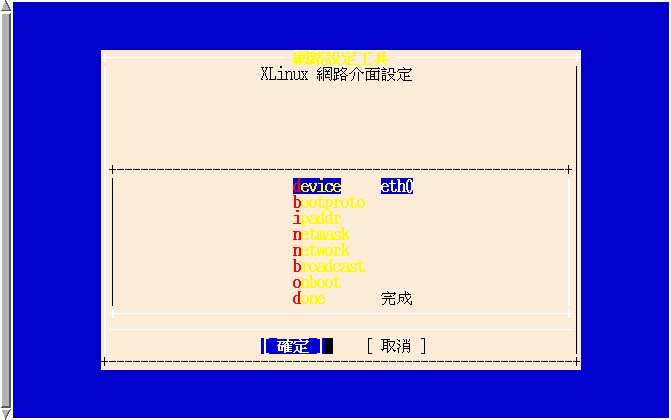 網路設定工具
XLinux 網路介面設定
device eth0
bootproto
ipaddr
netmask
network
broadcast
onboot
done 完成
[ 確定 ] [ 取消 ]